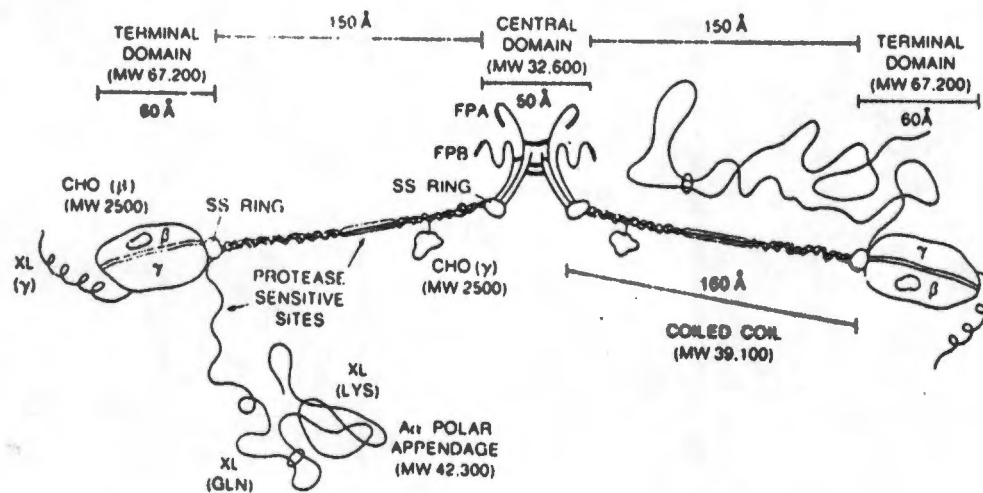 150 Å
CENTRAL
DOMAIN
(MW 32.600)
150 Å
TERMINAL
DOMAIN
(MW 67.200)
TERMINAL
DOMAIN
(MW 67.200)
60 Å
50 Å
60Å
FPA
FPB
CHO (β)
(MW 2500)
SS RING
SS RING
β
γ
XL
(γ)
PROTEASE
SENSITIVE
SITES
CHO (γ)
(MW 2500)
γ
β
160 Å
COILED COIL
(MW 39.100)
XL
(LYS)
Aα POLAR
APPENDAGE
(MW 42.300)
XL
(GLN)